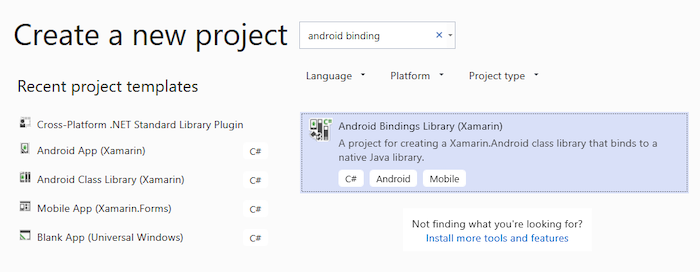 Create a new project
android binding
Language
Platform
Project type
Recent project templates
Cross-Platform .NET Standard Library Plugin
Android App (Xamarin)
C#
Android Class Library (Xamarin)
C#
Mobile App (Xamarin.Forms)
C#
Blank App (Universal Windows)
C#
Android Bindings Library (Xamarin)
A project for creating a Xamarin.Android class library that binds to a
native Java library.
C#
Android
Mobile
Not finding what you're looking for?
Install more tools and features